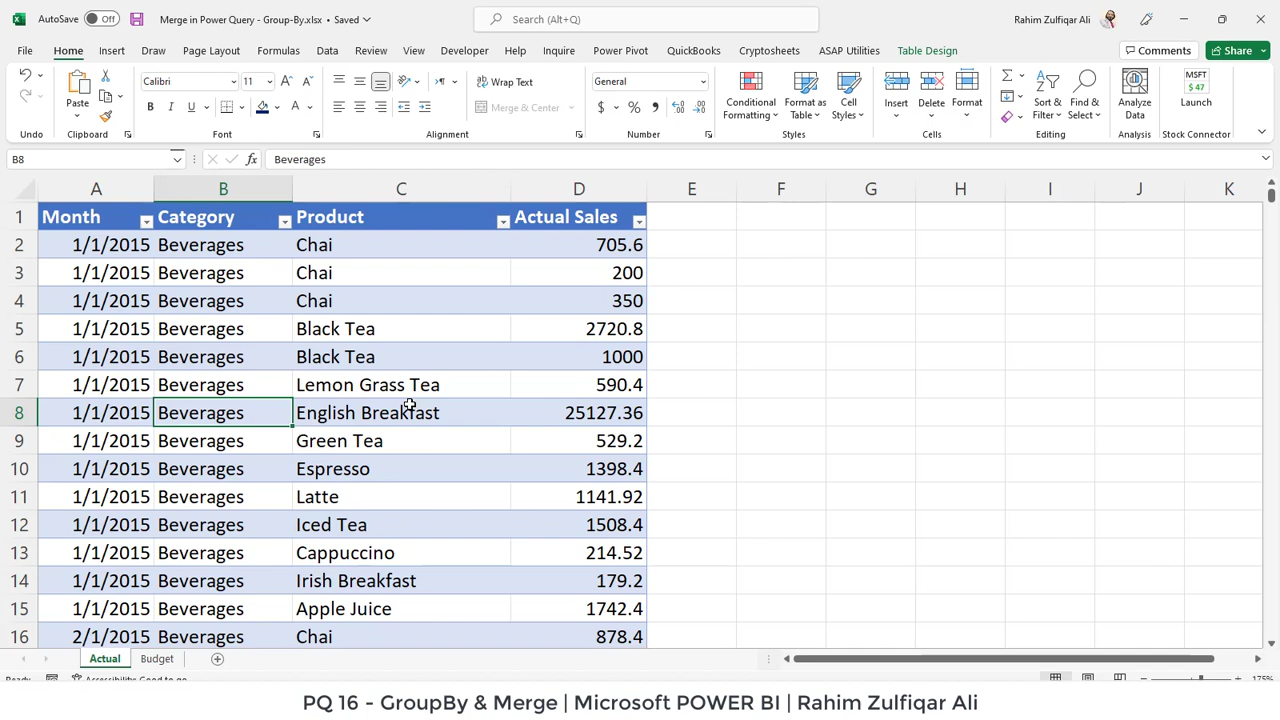 AutoSave Off Merge in Power Query - Group-By.xlsx • Saved Search (Alt+Q) Rahim Zulfiqar Ali
File Home Insert Draw Page Layout Formulas Data Review View Developer Help Inquire Power Pivot QuickBooks Cryptosheets ASAP Utilities Table Design Comments Share
Calibri 11 Wrap Text General MSFT
Paste B I U A Merge & Center $ % Conditional Format as Cell Insert Delete Format Sort & Find & Analyze $ 47
Formatting Table Styles Filter Select Data Launch
Undo Clipboard Font Alignment Number Styles Cells Editing Analysis Stock Connector
B8 fx Beverages
A B C D E F G H I J K
1 Month Category Product Actual Sales
2 1/1/2015 Beverages Chai 705.6
3 1/1/2015 Beverages Chai 200
4 1/1/2015 Beverages Chai 350
5 1/1/2015 Beverages Black Tea 2720.8
6 1/1/2015 Beverages Black Tea 1000
7 1/1/2015 Beverages Lemon Grass Tea 590.4
8 1/1/2015 Beverages English Breakfast 25127.36
9 1/1/2015 Beverages Green Tea 529.2
10 1/1/2015 Beverages Espresso 1398.4
11 1/1/2015 Beverages Latte 1141.92
12 1/1/2015 Beverages Iced Tea 1508.4
13 1/1/2015 Beverages Cappuccino 214.52
14 1/1/2015 Beverages Irish Breakfast 179.2
15 1/1/2015 Beverages Apple Juice 1742.4
16 2/1/2015 Beverages Chai 878.4
Actual Budget
Ready Accessibility: Good to go 175%
PQ 16 - GroupBy & Merge | Microsoft POWER BI | Rahim Zulfiqar Ali